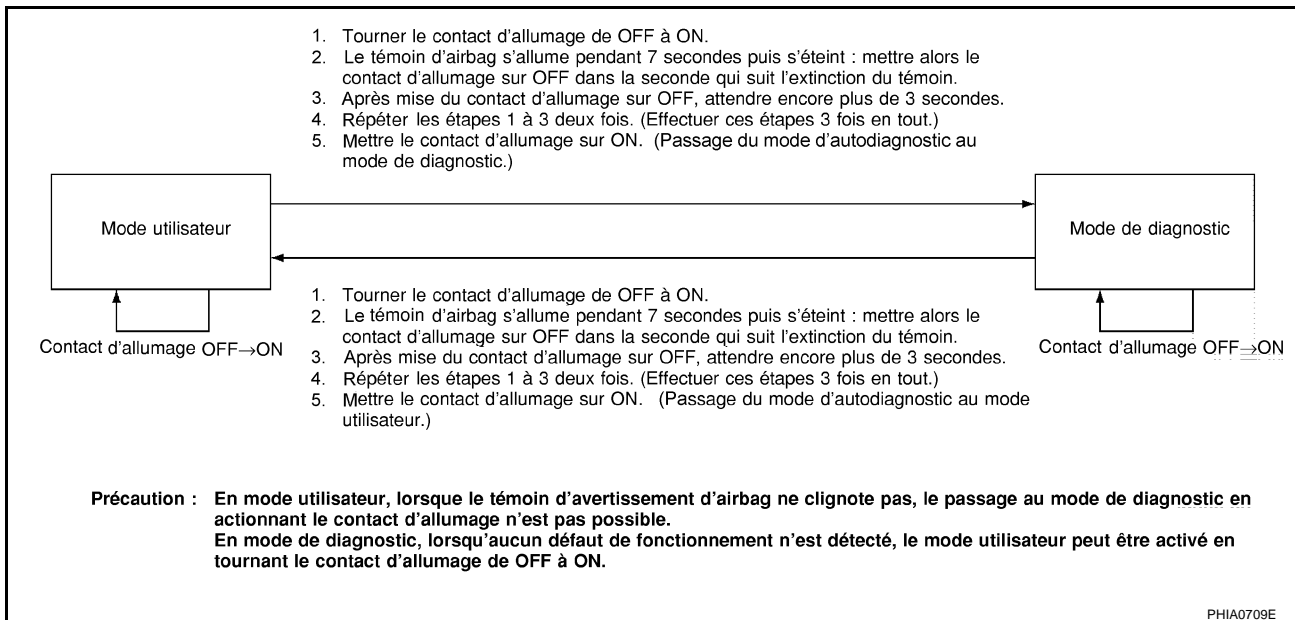 1. Tourner le contact d'allumage de OFF à ON.
2. Le témoin d'airbag s'allume pendant 7 secondes puis s'éteint : mettre alors le
contact d'allumage sur OFF dans la seconde qui suit l'extinction du témoin.
3. Après mise du contact d'allumage sur OFF, attendre encore plus de 3 secondes.
4. Répéter les étapes 1 à 3 deux fois. (Effectuer ces étapes 3 fois en tout.)
5. Mettre le contact d'allumage sur ON. (Passage du mode d'autodiagnostic au
mode de diagnostic.)
Mode utilisateur
Mode de diagnostic
1. Tourner le contact d'allumage de OFF à ON.
2. Le témoin d'airbag s'allume pendant 7 secondes puis s'éteint : mettre alors le
contact d'allumage sur OFF dans la seconde qui suit l'extinction du témoin.
3. Après mise du contact d'allumage sur OFF, attendre encore plus de 3 secondes.
4. Répéter les étapes 1 à 3 deux fois. (Effectuer ces étapes 3 fois en tout.)
5. Mettre le contact d'allumage sur ON. (Passage du mode d'autodiagnostic au mode
utilisateur.)
Contact d'allumage OFF→ON
Contact d'allumage OFF→ON
Précaution : En mode utilisateur, lorsque le témoin d'avertissement d'airbag ne clignote pas, le passage au mode de diagnostic en
actionnant le contact d'allumage n'est pas possible.
En mode de diagnostic, lorsqu'aucun défaut de fonctionnement n'est détecté, le mode utilisateur peut être activé en
tournant le contact d'allumage de OFF à ON.
PHIA0709E